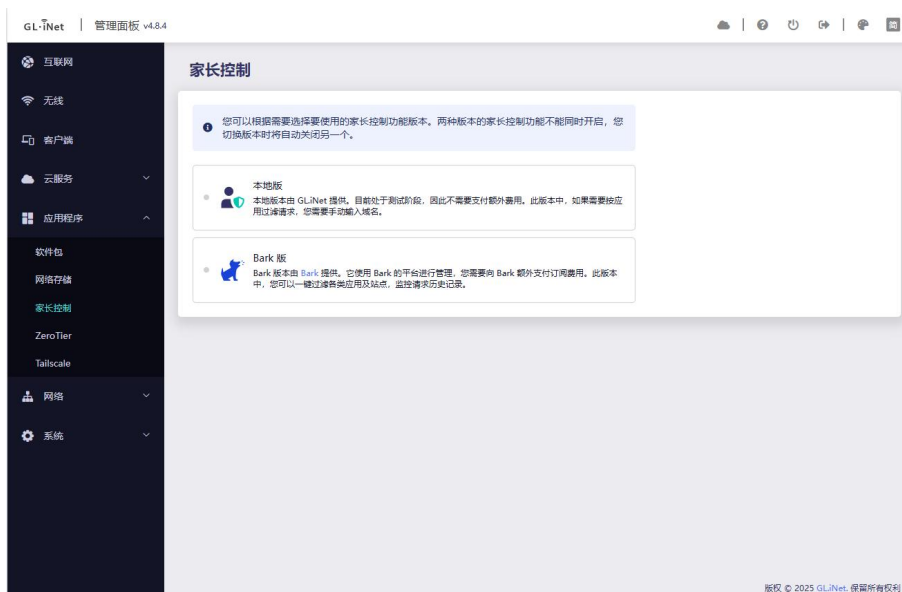 GL·iNet | 管理面板 v4.8.4
简
互联网
无线
客户端
云服务
应用程序
软件包
网络存储
家长控制
ZeroTier
Tailscale
网络
系统
家长控制
您可以根据需要选择要使用的家长控制功能版本。两种版本的家长控制功能不能同时开启，您
切换版本时将自动关闭另一个。
本地版
本地版本由 GL.iNet 提供。目前处于测试阶段，因此不需要支付额外费用。此版本中，如果需要按应
用过滤请求，您需要手动输入域名。
Bark 版
Bark 版本由 Bark 提供。它使用 Bark 的平台进行管理，您需要向 Bark 额外支付订阅费用。此版本
中，您可以一键过滤各类应用及站点，监控请求历史记录。
版权 © 2025 GL.iNet. 保留所有权利